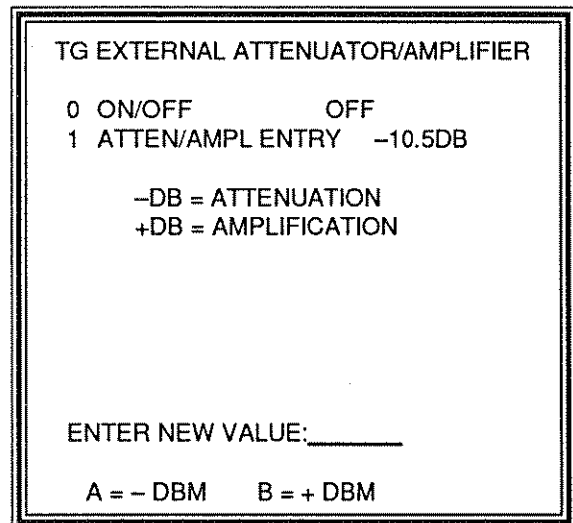 TG EXTERNAL ATTENUATOR/AMPLIFIER
0 ON/OFF OFF
1 ATTEN/AMPL ENTRY –10.5DB
–DB = ATTENUATION
+DB = AMPLIFICATION
ENTER NEW VALUE:
A = – DBM B = + DBM